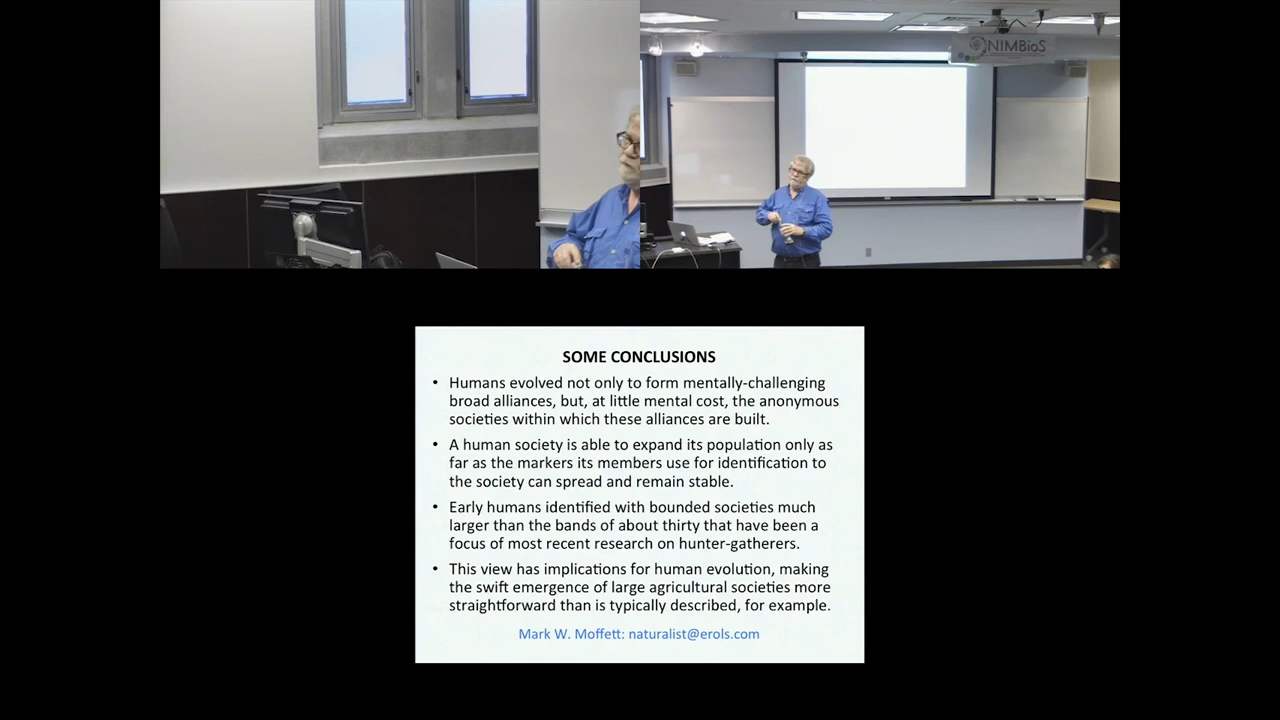 NIMBioS
SOME CONCLUSIONS
• Humans evolved not only to form mentally-challenging
broad alliances, but, at little mental cost, the anonymous
societies within which these alliances are built.
• A human society is able to expand its population only as
far as the markers its members use for identification to
the society can spread and remain stable.
• Early humans identified with bounded societies much
larger than the bands of about thirty that have been a
focus of most recent research on hunter-gatherers.
• This view has implications for human evolution, making
the swift emergence of large agricultural societies more
straightforward than is typically described, for example.
Mark W. Moffett: naturalist@erols.com